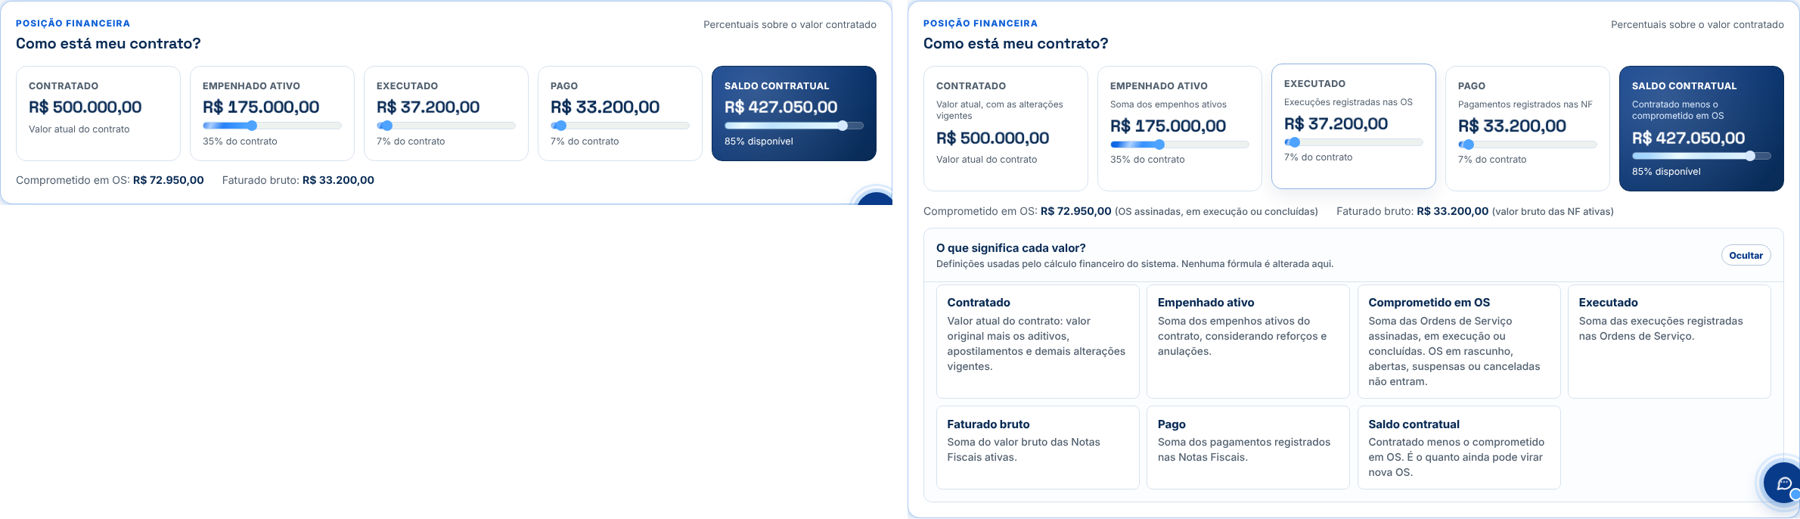 POSIÇÃO FINANCEIRA
Percentuais sobre o valor contratado
Como está meu contrato?
CONTRATADO
R$ 500.000,00
Valor atual do contrato
EMPENHADO ATIVO
R$ 175.000,00
35% do contrato
EXECUTADO
R$ 37.200,00
7% do contrato
PAGO
R$ 33.200,00
7% do contrato
SALDO CONTRATUAL
R$ 427.050,00
85% disponível
Comprometido em OS: R$ 72.950,00 Faturado bruto: R$ 33.200,00
POSIÇÃO FINANCEIRA
Percentuais sobre o valor contratado
Como está meu contrato?
CONTRATADO
Valor atual, com as alterações
vigentes
R$ 500.000,00
Valor atual do contrato
EMPENHADO ATIVO
Soma dos empenhos ativos
R$ 175.000,00
35% do contrato
EXECUTADO
Execuções registradas nas OS
R$ 37.200,00
7% do contrato
PAGO
Pagamentos registrados nas NF
R$ 33.200,00
7% do contrato
SALDO CONTRATUAL
Contratado menos o
comprometido em OS
R$ 427.050,00
85% disponível
Comprometido em OS: R$ 72.950,00 (OS assinadas, em execução ou concluídas) Faturado bruto: R$ 33.200,00 (valor bruto das NF ativas)
O que significa cada valor?
Definições usadas pelo cálculo financeiro do sistema. Nenhuma fórmula é alterada aqui.
Ocultar
Contratado
Valor atual do contrato: valor
original mais os aditivos,
apostilamentos e demais alterações
vigentes.
Empenhado ativo
Soma dos empenhos ativos do
contrato, considerando reforços e
anulações.
Comprometido em OS
Soma das Ordens de Serviço
assinadas, em execução ou
concluídas. OS em rascunho,
abertas, suspensas ou canceladas
não entram.
Executado
Soma das execuções registradas
nas Ordens de Serviço.
Faturado bruto
Soma do valor bruto das Notas
Fiscais ativas.
Pago
Soma dos pagamentos registrados
nas Notas Fiscais.
Saldo contratual
Contratado menos o comprometido
em OS. É o quanto ainda pode virar
nova OS.